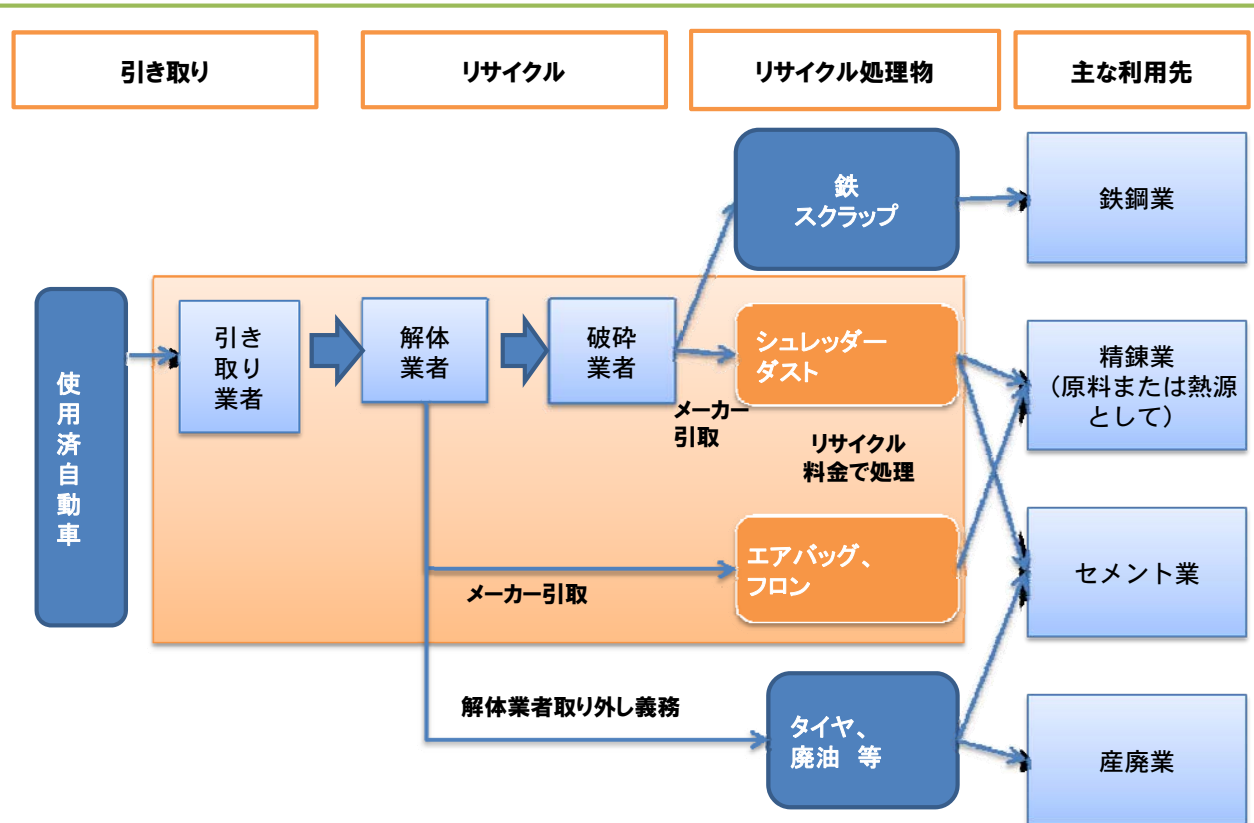 引き取り
リサイクル
リサイクル処理物
主な利用先
鉄
スクラップ
鉄鋼業
使
用
済
自
動
車
引き
取り
業者
解体
業者
破砕
業者
シュレッダー
ダスト
精錬業
（原料または熱源
として）
メーカー
引取
リサイクル
料金で処理
エアバッグ、
フロン
セメント業
メーカー引取
解体業者取り外し義務
タイヤ、
廃油 等
産廃業